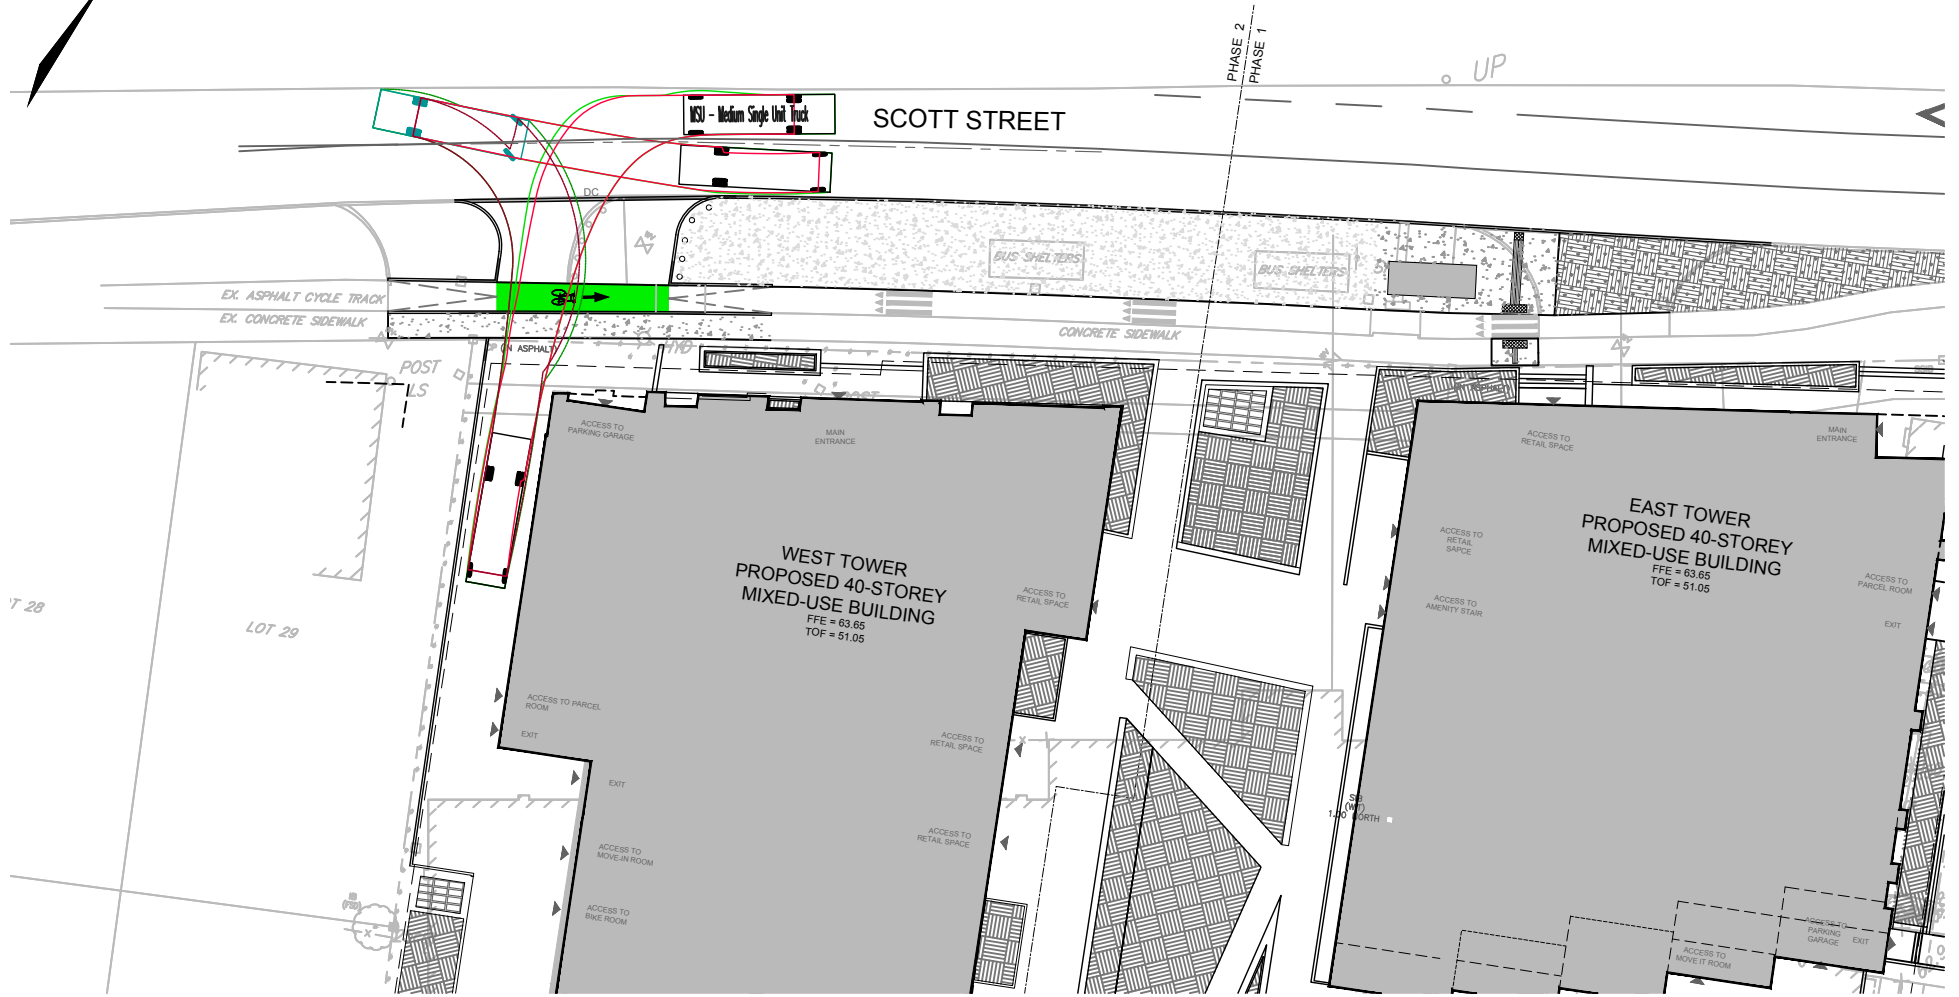 PHASE 2
PHASE 1
UP
MSU - Medium Single Unit Truck
SCOTT STREET
DC
BUS SHELTERS
BUS SHELTERS
EX. ASPHALT CYCLE TRACK
EX. CONCRETE SIDEWALK
CONCRETE SIDEWALK
(IN ASPHALT)
POST
LS
ACCESS TO
PARKING GARAGE
MAIN
ENTRANCE
ACCESS TO
RETAIL SPACE
MAIN
ENTRANCE
WEST TOWER
PROPOSED 40-STOREY
MIXED-USE BUILDING
FFE = 63.65
TOF = 51.05
EAST TOWER
PROPOSED 40-STOREY
MIXED-USE BUILDING
FFE = 63.65
TOF = 51.05
ACCESS TO
RETAIL
SAPCE
ACCESS TO
AMENITY STAIR
ACCESS TO
PARCEL ROOM
EXIT
ACCESS TO
RETAIL SPACE
LOT 29
ACCESS TO PARCEL
ROOM
EXIT
EXIT
ACCESS TO
RETAIL SPACE
ACCESS TO
RETAIL SPACE
ACCESS TO
MOVE-IN ROOM
ACCESS TO
BIKE ROOM
ACCESS TO
PARKING
GARAGE
EXIT
ACCESS TO
MOVE IT ROOM